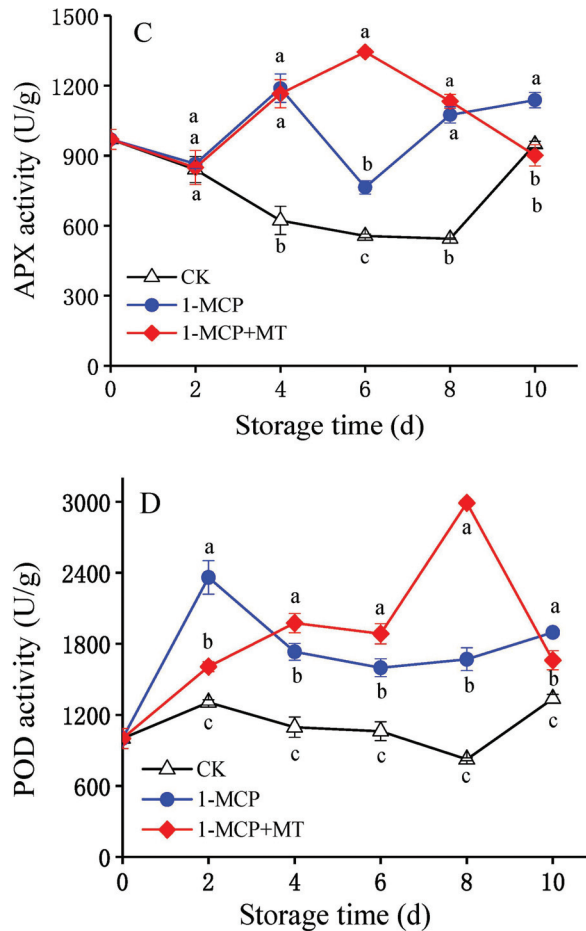 C
1500
1200
900
600
300
0
APX activity (U/g)
a
a
a
a
a
a
b
a
b
c
a
a
b
a
b
b
CK
1-MCP
1-MCP+MT
0 2 4 6 8 10
Storage time (d)
D
3000
2400
1800
1200
600
0
POD activity (U/g)
a
b
c
a
b
c
a
b
c
a
b
c
a
b
c
CK
1-MCP
1-MCP+MT
0 2 4 6 8 10
Storage time (d)